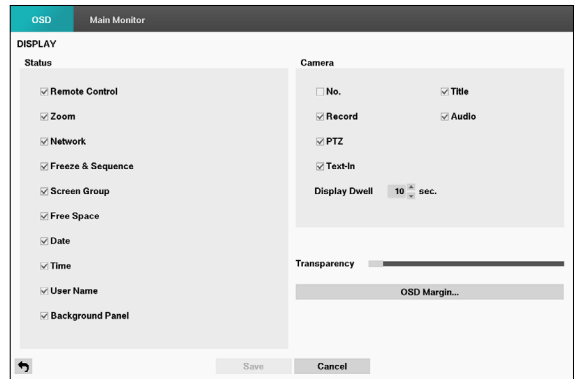 OSD Main Monitor
DISPLAY
Status
Remote Control
Zoom
Network
Freeze & Sequence
Screen Group
Free Space
Date
Time
User Name
Background Panel
Camera
No. Title
Record Audio
PTZ
Text-In
Display Dwell 10 sec.
Transparency
OSD Margin...
Save Cancel